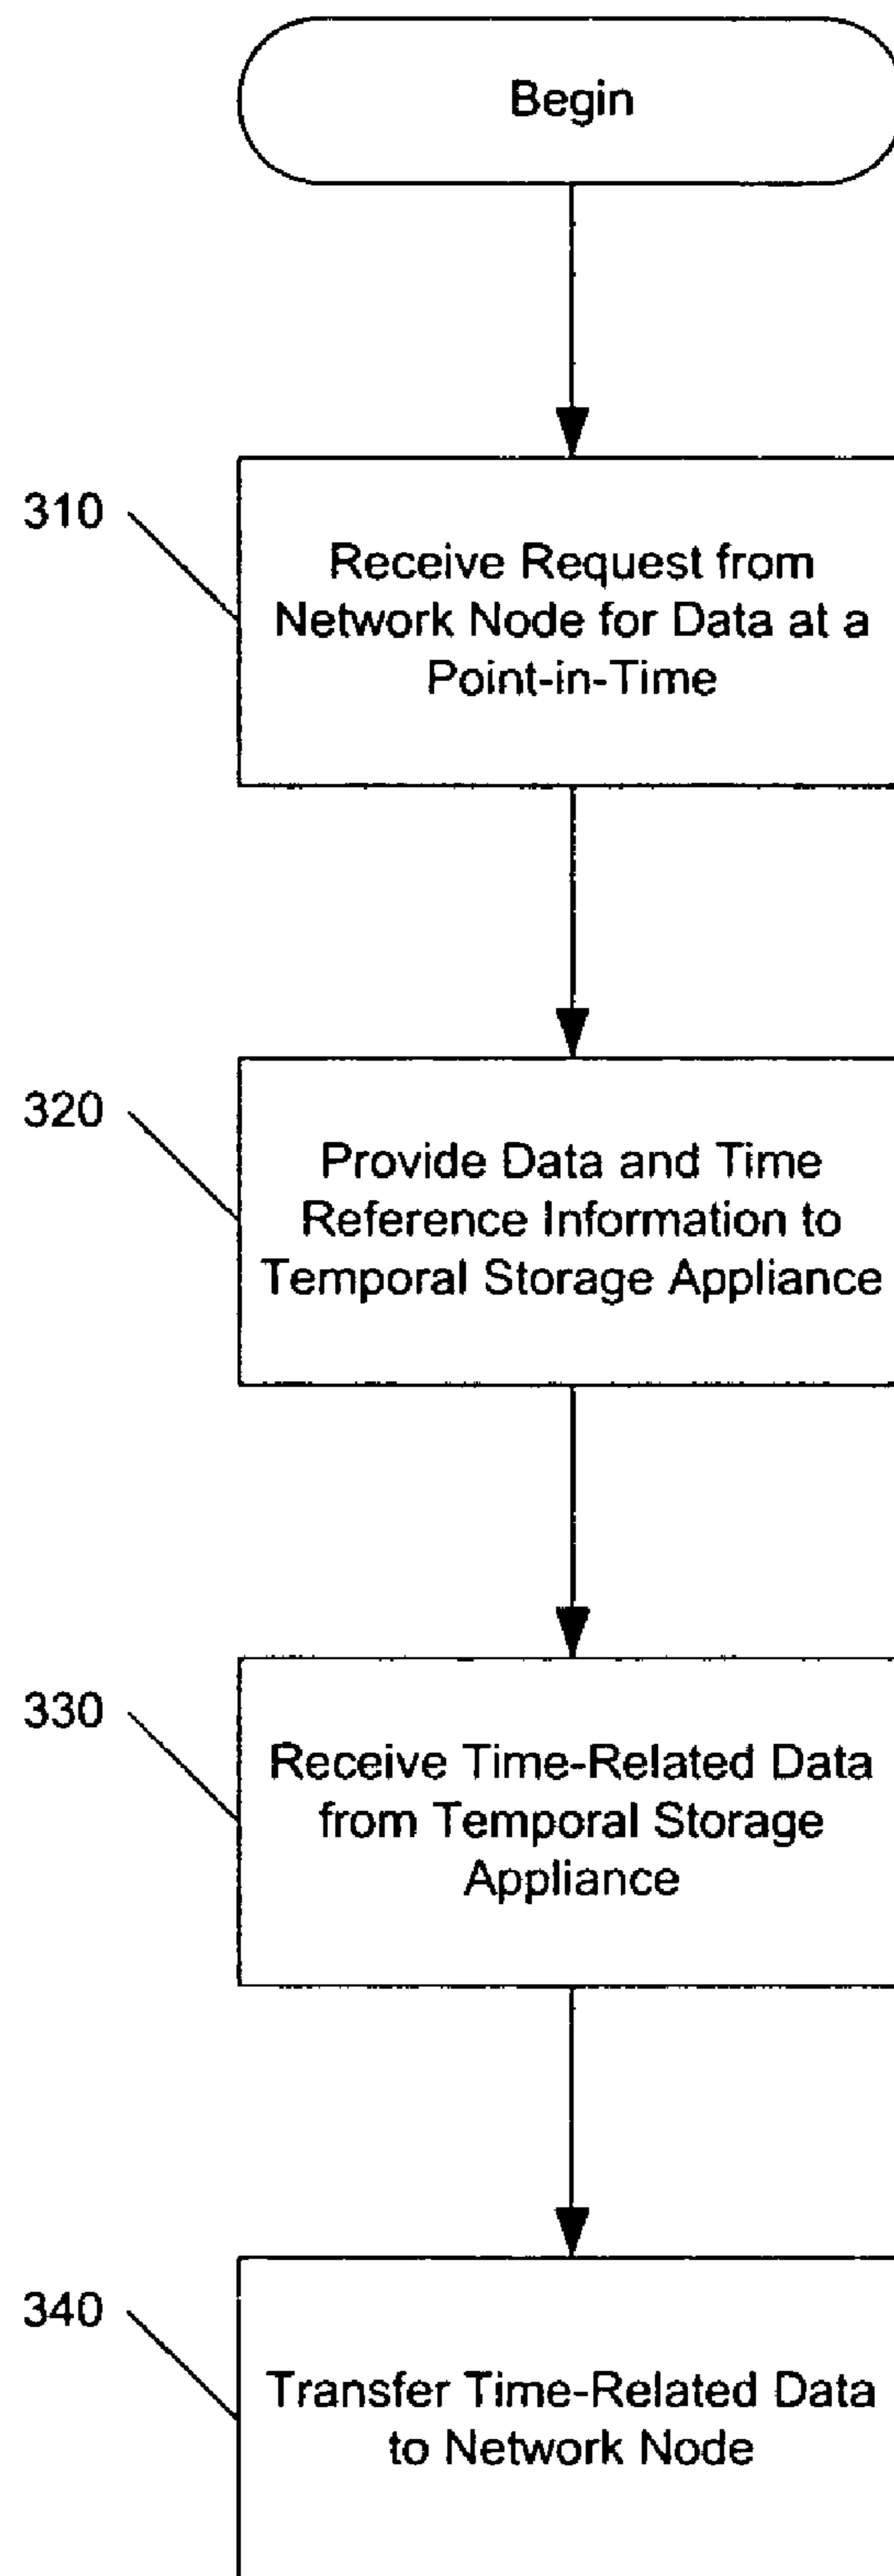 Begin
310
Receive Request from
Network Node for Data at a
Point-in-Time
320
Provide Data and Time
Reference Information to
Temporal Storage Appliance
330
Receive Time-Related Data
from Temporal Storage
Appliance
340
Transfer Time-Related Data
to Network Node